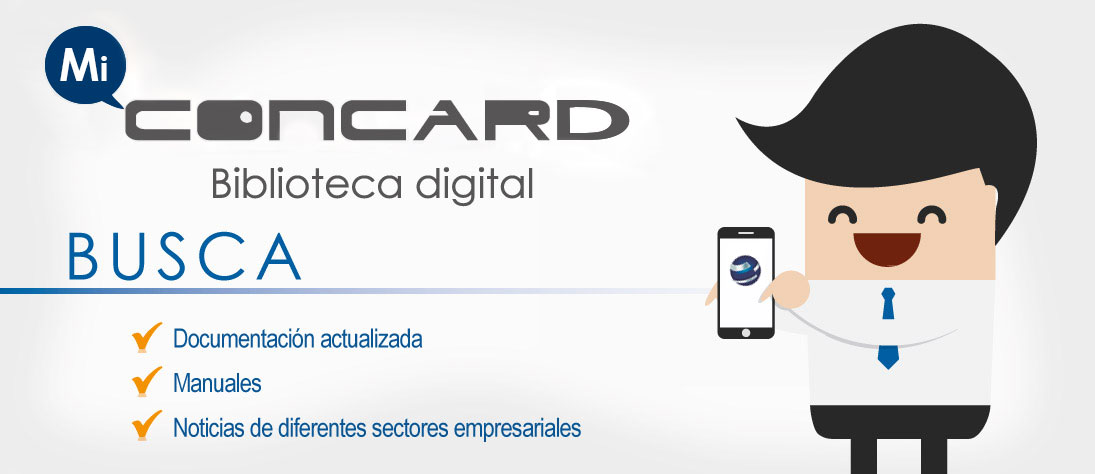 Mi
CONCARD
Biblioteca digital
BUSCA
Documentación actualizada
Manuales
Noticias de diferentes sectores empresariales